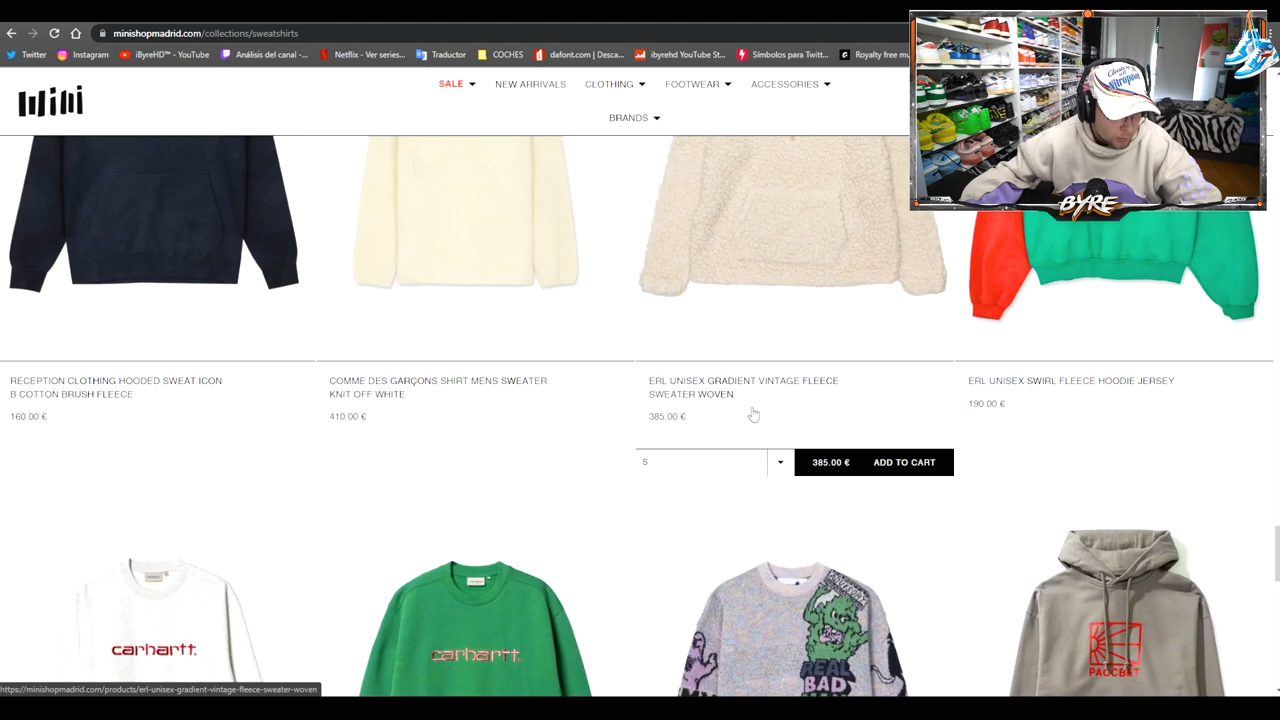 minishopmadrid.com/collections/sweatshirts
Twitter
Instagram
iByreHD™ - YouTube
Análisis del canal -...
Netflix - Ver series...
Traductor
COCHES
dafont.com | Desca...
ibyrehd YouTube St...
Símbolos para Twitt...
Royalty free mu
mini
SALE
NEW ARRIVALS
CLOTHING
FOOTWEAR
ACCESSORIES
BRANDS
Nitropave
BYRE
RECEPTION CLOTHING HOODED SWEAT ICON
B COTTON BRUSH FLEECE
160.00 €
COMME DES GARÇONS SHIRT MENS SWEATER
KNIT OFF WHITE
410.00 €
ERL UNISEX GRADIENT VINTAGE FLEECE
SWEATER WOVEN
385.00 €
ERL UNISEX SWIRL FLEECE HOODIE JERSEY
190.00 €
S
385.00 € ADD TO CART
carhartt.
carhartt.
REAL
BAD
РАССВЕТ
https://minishopmadrid.com/products/erl-unisex-gradient-vintage-fleece-sweater-woven